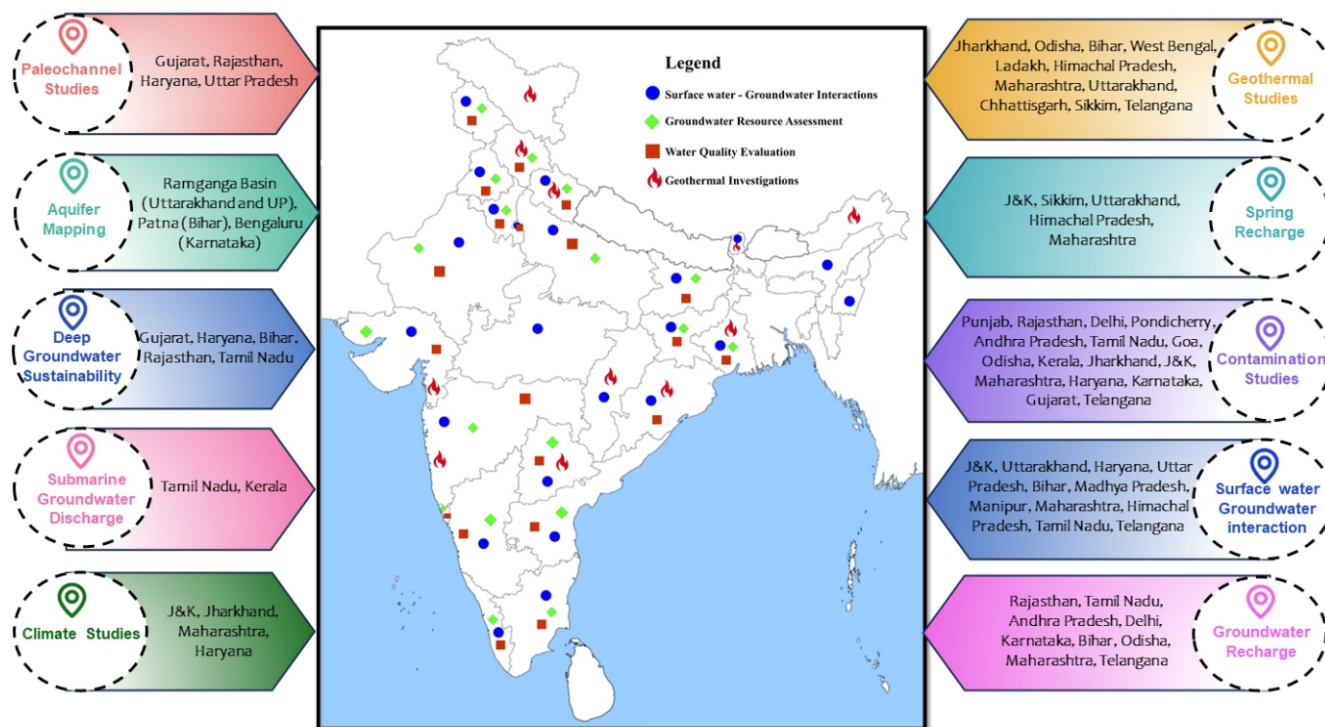 Paleochannel
Studies
Gujarat, Rajasthan,
Haryana, Uttar Pradesh
Aquifer
Mapping
Ramganga Basin
(Uttarakhand and UP),
Patna (Bihar), Bengaluru
(Karnataka)
Deep
Groundwater
Sustainability
Gujarat, Haryana, Bihar,
Rajasthan, Tamil Nadu
Submarine
Groundwater
Discharge
Tamil Nadu, Kerala
Climate Studies
J&K, Jharkhand,
Maharashtra,
Haryana
Legend
Surface water - Groundwater Interactions
Groundwater Resource Assessment
Water Quality Evaluation
Geothermal Investigations
Jharkhand, Odisha, Bihar, West Bengal,
Ladakh, Himachal Pradesh,
Maharashtra, Uttarakhand,
Chhattisgarh, Sikkim, Telangana
Geothermal
Studies
J&K, Sikkim, Uttarakhand,
Himachal Pradesh,
Maharashtra
Spring
Recharge
Punjab, Rajasthan, Delhi, Pondicherry,
Andhra Pradesh, Tamil Nadu, Goa,
Odisha, Kerala, Jharkhand, J&K,
Maharashtra, Haryana, Karnataka,
Gujarat, Telangana
Contamination
Studies
J&K, Uttarakhand, Haryana, Uttar
Pradesh, Bihar, Madhya Pradesh,
Manipur, Maharashtra, Himachal
Pradesh, Tamil Nadu, Telangana
Surface water
Groundwater
interaction
Rajasthan, Tamil Nadu,
Andhra Pradesh, Delhi,
Karnataka, Bihar, Odisha,
Maharashtra, Telangana
Groundwater
Recharge